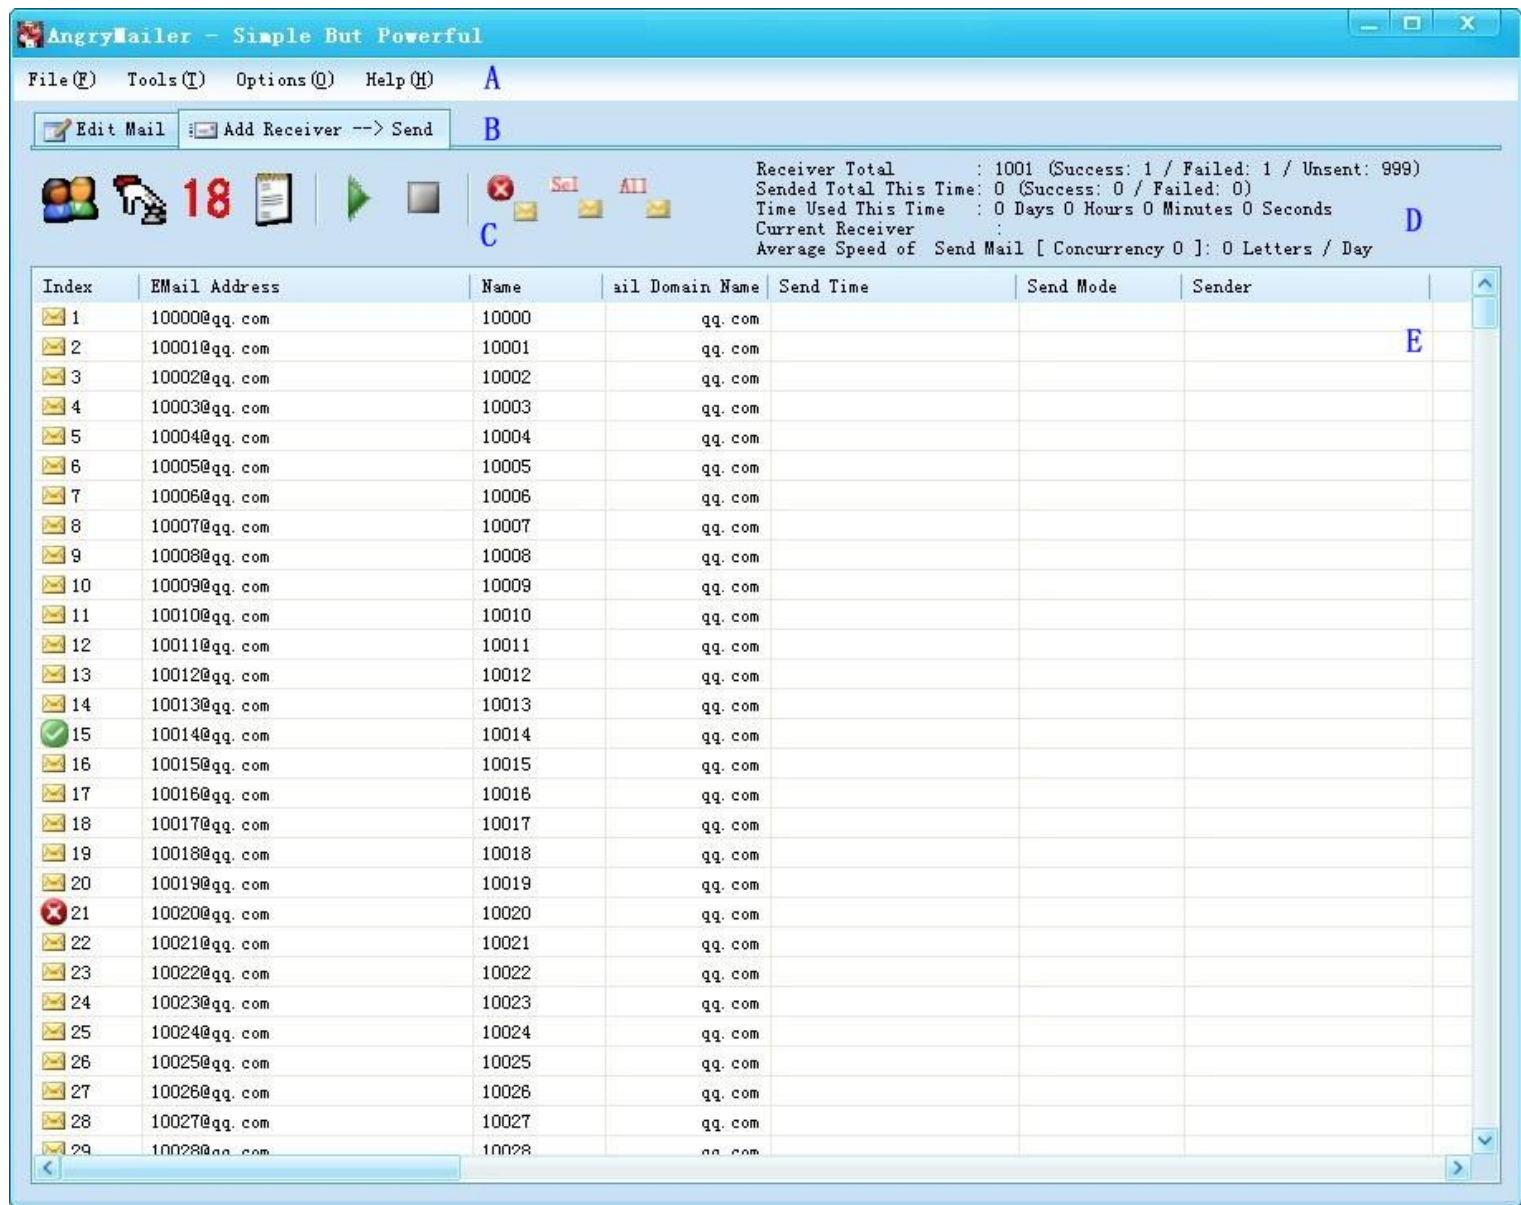 AngryMailer - Simple But Powerful
File(F) Tools(T) Options(O) Help(H) A
Edit Mail Add Receiver --> Send B
18 Sel All C
Receiver Total : 1001 (Success: 1 / Failed: 1 / Unsent: 999)
Sended Total This Time: 0 (Success: 0 / Failed: 0)
Time Used This Time : 0 Days 0 Hours 0 Minutes 0 Seconds
Current Receiver :
Average Speed of Send Mail [ Concurrency 0 ]: 0 Letters / Day
D
Index EMail Address Name ail Domain Name Send Time Send Mode Sender
1 10000@qq.com 10000 qq.com
E
2 10001@qq.com 10001 qq.com
3 10002@qq.com 10002 qq.com
4 10003@qq.com 10003 qq.com
5 10004@qq.com 10004 qq.com
6 10005@qq.com 10005 qq.com
7 10006@qq.com 10006 qq.com
8 10007@qq.com 10007 qq.com
9 10008@qq.com 10008 qq.com
10 10009@qq.com 10009 qq.com
11 10010@qq.com 10010 qq.com
12 10011@qq.com 10011 qq.com
13 10012@qq.com 10012 qq.com
14 10013@qq.com 10013 qq.com
15 10014@qq.com 10014 qq.com
16 10015@qq.com 10015 qq.com
17 10016@qq.com 10016 qq.com
18 10017@qq.com 10017 qq.com
19 10018@qq.com 10018 qq.com
20 10019@qq.com 10019 qq.com
21 10020@qq.com 10020 qq.com
22 10021@qq.com 10021 qq.com
23 10022@qq.com 10022 qq.com
24 10023@qq.com 10023 qq.com
25 10024@qq.com 10024 qq.com
26 10025@qq.com 10025 qq.com
27 10026@qq.com 10026 qq.com
28 10027@qq.com 10027 qq.com
29 10028@qq.com 10028 qq.com